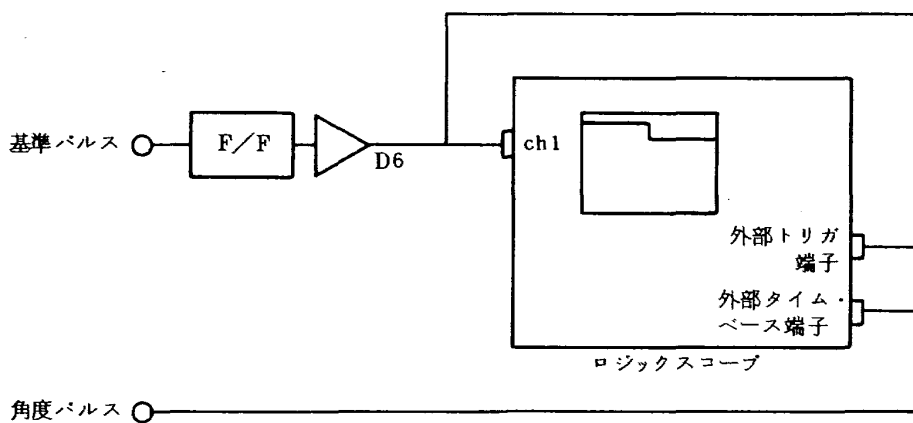 基準パルス
F/F
D6
ch1
外部トリガ
端子
外部タイム・
ベース端子
ロジックスコープ
角度パルス